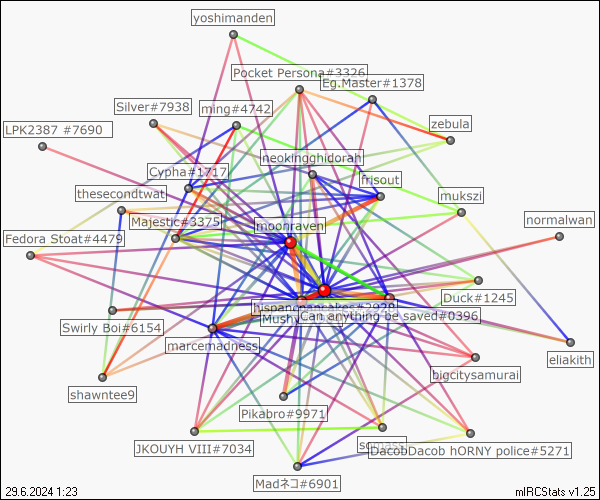 yoshimanden
Pocket Persona#3326
Eg.Master#1378
Silver#7938
ming#4742
LPK2387 #7690
zebula
neokinghidorah
Cypha#1717
frisout
thesecondtwat
mukszi
Majestic#3375
moonraven
normalwan
Fedora Stoat#4479
Duck#1245
hispanicpancakes#2929
Can anything be saved#0396
Swirly Boi#6154
marcemadness
eliakith
bigcitysamurai
shawntee9
Pikabro#9971
JKOUYH VIII#7034
DacobDacob hORNY police#5271
Madネコ#6901
29.6.2024 1:23
mIRCStats v1.25